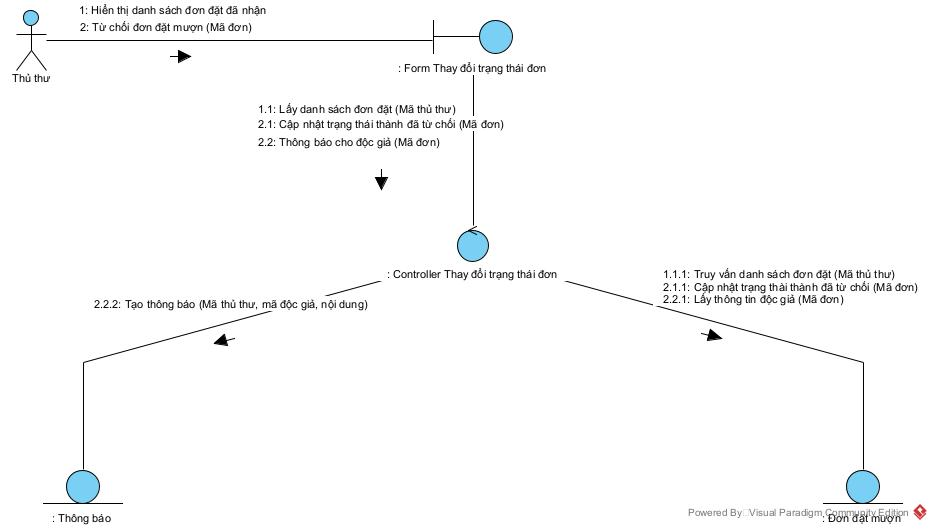 1: Hiển thị danh sách đơn đặt đã nhận
2: Từ chối đơn đặt mượn (Mã đơn)
Thủ thư
: Form Thay đổi trạng thái đơn
1.1: Lấy danh sách đơn đặt (Mã thủ thư)
2.1: Cập nhật trạng thái thành đã từ chối (Mã đơn)
2.2: Thông báo cho độc giả (Mã đơn)
: Controller Thay đổi trạng thái đơn
1.1.1: Truy vấn danh sách đơn đặt (Mã thủ thư)
2.1.1: Cập nhật trạng thài thành đã từ chối (Mã đơn)
2.2.1: Lấy thông tin độc giả (Mã đơn)
2.2.2: Tạo thông báo (Mã thủ thư, mã độc giả, nội dung)
: Thông báo
: Đơn đặt mượn
Powered By Visual Paradigm Community Edition